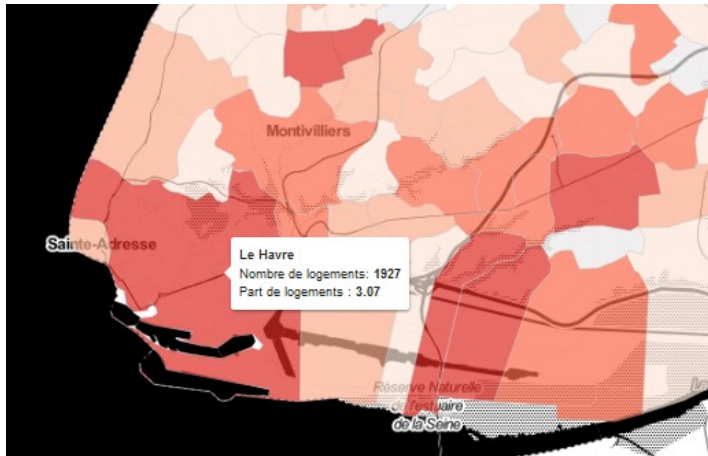 Montivilliers
Sainte-Adresse
Le Havre
Nombre de logements: 1927
Part de logements : 3.07
Réserve Naturelle
de l'estuaire
de la Seine